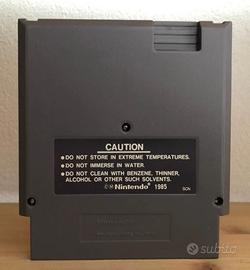 CAUTION
●DO NOT STORE IN EXTREME TEMPERATURES.
●DO NOT IMMERSE IN WATER.
●DO NOT CLEAN WITH BENZENE, THINNER,
ALCOHOL OR OTHER SUCH SOLVENTS.
©®Nintendo® 1985
SCN
subito